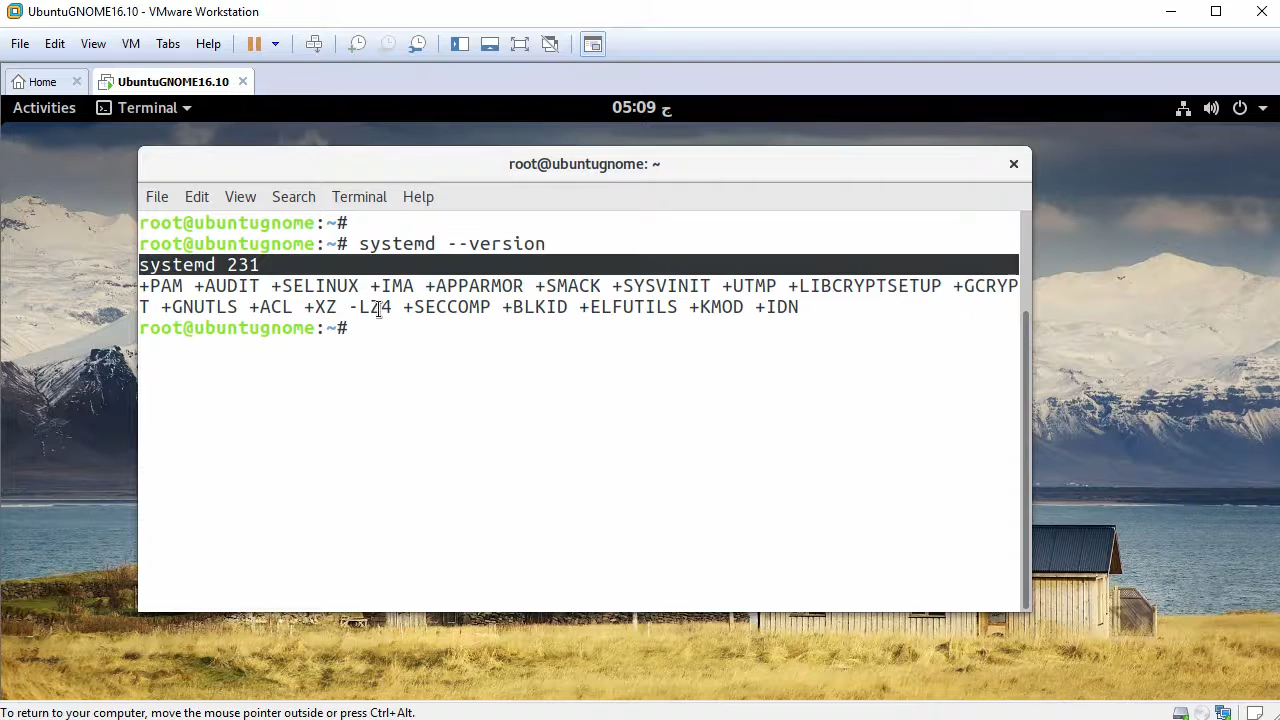 UbuntuGNOME16.10 - VMware Workstation
File Edit View VM Tabs Help
Home UbuntuGNOME16.10
Activities Terminal 05:09 ج
root@ubuntugnome: ~
File Edit View Search Terminal Help
root@ubuntugnome:~#
root@ubuntugnome:~# systemd --version
systemd 231
+PAM +AUDIT +SELINUX +IMA +APPARMOR +SMACK +SYSVINIT +UTMP +LIBCRYPTSETUP +GCRYP
T +GNUTLS +ACL +XZ -LZ4 +SECCOMP +BLKID +ELFUTILS +KMOD +IDN
root@ubuntugnome:~#
To return to your computer, move the mouse pointer outside or press Ctrl+Alt.